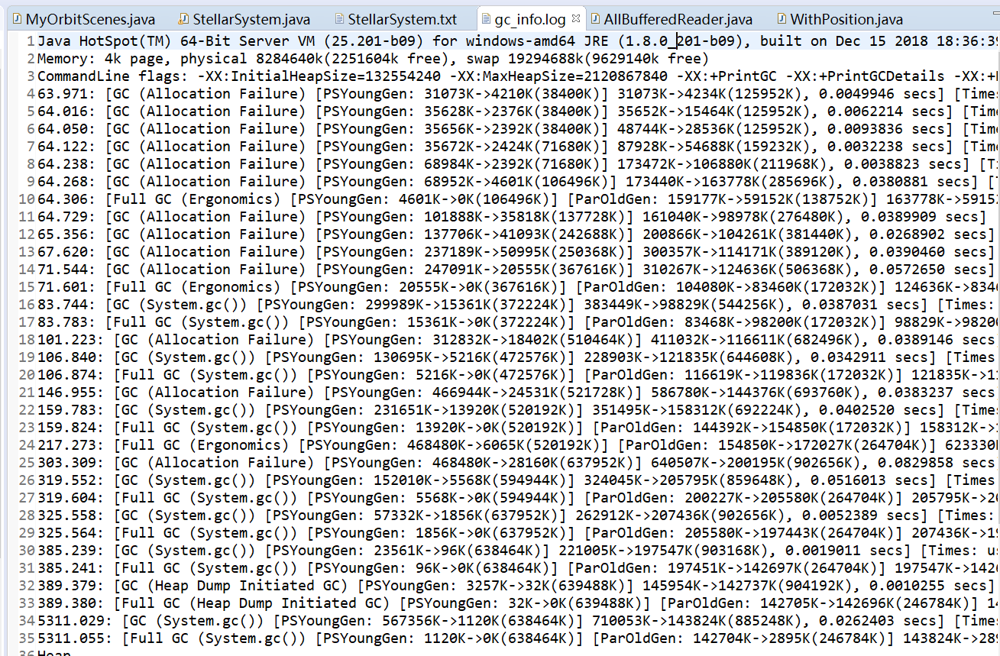 MyOrbitScenes.java StellarSystem.java StellarSystem.txt gc_info.log AllBufferedReader.java WithPosition.java
1 Java HotSpot(TM) 64-Bit Server VM (25.201-b09) for windows-amd64 JRE (1.8.0_201-b09), built on Dec 15 2018 18:36:39
2 Memory: 4k page, physical 8284640k(2251604k free), swap 19294688k(9629140k free)
3 CommandLine flags: -XX:InitialHeapSize=132554240 -XX:MaxHeapSize=2120867840 -XX:+PrintGC -XX:+PrintGCDetails -XX:+
4 63.971: [GC (Allocation Failure) [PSYoungGen: 31073K->4210K(38400K)] 31073K->4234K(125952K), 0.0049946 secs] [Times
5 64.016: [GC (Allocation Failure) [PSYoungGen: 35628K->2376K(38400K)] 35652K->15464K(125952K), 0.0062214 secs] [Tim
6 64.050: [GC (Allocation Failure) [PSYoungGen: 35656K->2392K(38400K)] 48744K->28536K(125952K), 0.0093836 secs] [Tim
7 64.122: [GC (Allocation Failure) [PSYoungGen: 35672K->2424K(71680K)] 87928K->54688K(159232K), 0.0032238 secs] [Tim
8 64.238: [GC (Allocation Failure) [PSYoungGen: 68984K->2392K(71680K)] 173472K->106880K(211968K), 0.0038823 secs] [T
9 64.268: [GC (Allocation Failure) [PSYoungGen: 68952K->4601K(106496K)] 173440K->163778K(285696K), 0.0380881 secs] [
10 64.306: [Full GC (Ergonomics) [PSYoungGen: 4601K->0K(106496K)] [ParOldGen: 159177K->59152K(138752K)] 163778K->5915
11 64.729: [GC (Allocation Failure) [PSYoungGen: 101888K->35818K(137728K)] 161040K->98978K(276480K), 0.0389909 secs]
12 65.356: [GC (Allocation Failure) [PSYoungGen: 137706K->41093K(242688K)] 200866K->104261K(381440K), 0.0268902 secs]
13 67.620: [GC (Allocation Failure) [PSYoungGen: 237189K->50995K(250368K)] 300357K->114171K(389120K), 0.0390460 secs]
14 71.544: [GC (Allocation Failure) [PSYoungGen: 247091K->20555K(367616K)] 310267K->124636K(506368K), 0.0572650 secs]
15 71.601: [Full GC (Ergonomics) [PSYoungGen: 20555K->0K(367616K)] [ParOldGen: 104080K->83460K(172032K)] 124636K->834
16 83.744: [GC (System.gc()) [PSYoungGen: 299989K->15361K(372224K)] 383449K->98829K(544256K), 0.0387031 secs] [Times:
17 83.783: [Full GC (System.gc()) [PSYoungGen: 15361K->0K(372224K)] [ParOldGen: 83468K->98200K(172032K)] 98829K->9820
18 101.223: [GC (Allocation Failure) [PSYoungGen: 312832K->18402K(510464K)] 411032K->116611K(682496K), 0.0389146 secs
19 106.840: [GC (System.gc()) [PSYoungGen: 130695K->5216K(472576K)] 228903K->121835K(644608K), 0.0342911 secs] [Times
20 106.874: [Full GC (System.gc()) [PSYoungGen: 5216K->0K(472576K)] [ParOldGen: 116619K->119836K(172032K)] 121835K->1
21 146.955: [GC (Allocation Failure) [PSYoungGen: 466944K->24531K(521728K)] 586780K->144376K(693760K), 0.0383237 secs
22 159.783: [GC (System.gc()) [PSYoungGen: 231651K->13920K(520192K)] 351495K->158312K(692224K), 0.0402520 secs] [Time
23 159.824: [Full GC (System.gc()) [PSYoungGen: 13920K->0K(520192K)] [ParOldGen: 144392K->154850K(172032K)] 158312K->
24 217.273: [Full GC (Ergonomics) [PSYoungGen: 468480K->6065K(520192K)] [ParOldGen: 154850K->172027K(264704K)] 623330
25 303.309: [GC (Allocation Failure) [PSYoungGen: 468480K->28160K(637952K)] 640507K->200195K(902656K), 0.0829858 secs
26 319.552: [GC (System.gc()) [PSYoungGen: 152010K->5568K(594944K)] 324045K->205795K(859648K), 0.0516013 secs] [Times
27 319.604: [Full GC (System.gc()) [PSYoungGen: 5568K->0K(594944K)] [ParOldGen: 200227K->205580K(264704K)] 205795K->2
28 325.558: [GC (System.gc()) [PSYoungGen: 57332K->1856K(637952K)] 262912K->207436K(902656K), 0.0052389 secs] [Times:
29 325.564: [Full GC (System.gc()) [PSYoungGen: 1856K->0K(637952K)] [ParOldGen: 205580K->197443K(264704K)] 207436K->1
30 385.239: [GC (System.gc()) [PSYoungGen: 23561K->96K(638464K)] 221005K->197547K(903168K), 0.0019011 secs] [Times: u
31 385.241: [Full GC (System.gc()) [PSYoungGen: 96K->0K(638464K)] [ParOldGen: 197451K->142697K(264704K)] 197547K->142
32 389.379: [GC (Heap Dump Initiated GC) [PSYoungGen: 3257K->32K(639488K)] 145954K->142737K(904192K), 0.0010255 secs]
33 389.380: [Full GC (Heap Dump Initiated GC) [PSYoungGen: 32K->0K(639488K)] [ParOldGen: 142705K->142696K(246784K)] 1
34 5311.029: [GC (System.gc()) [PSYoungGen: 567356K->1120K(638464K)] 710053K->143824K(885248K), 0.0262403 secs] [Time
35 5311.055: [Full GC (System.gc()) [PSYoungGen: 1120K->0K(638464K)] [ParOldGen: 142704K->2895K(246784K)] 143824K->28
36 Heap